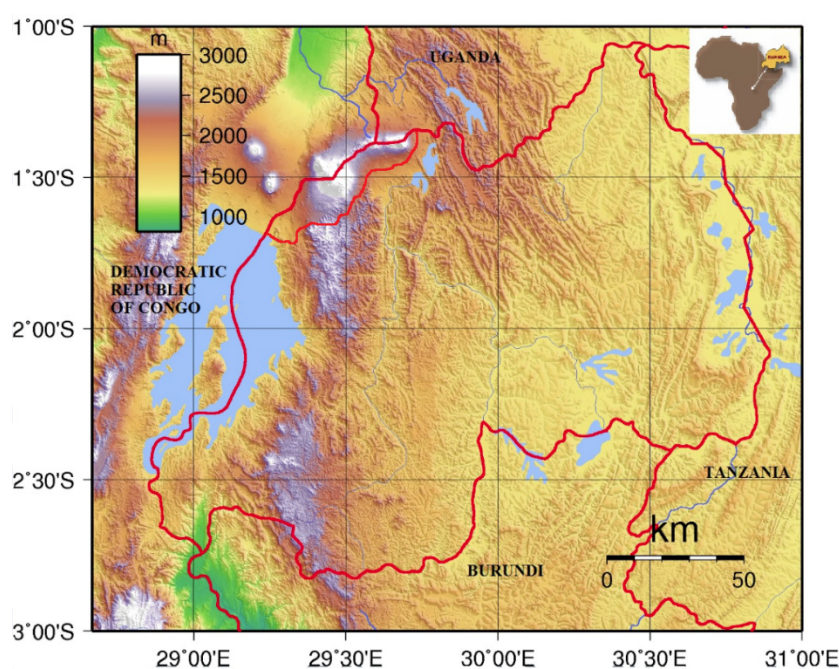 1˚00'S
m
3000
2500
2000
1500
1000
UGANDA
1˚30'S
DEMOCRATIC
REPUBLIC
OF CONGO
2˚00'S
2˚30'S
TANZANIA
km
0 50
BURUNDI
3˚00'S
29˚00'E 29˚30'E 30˚00'E 30˚30'E 31˚00'E